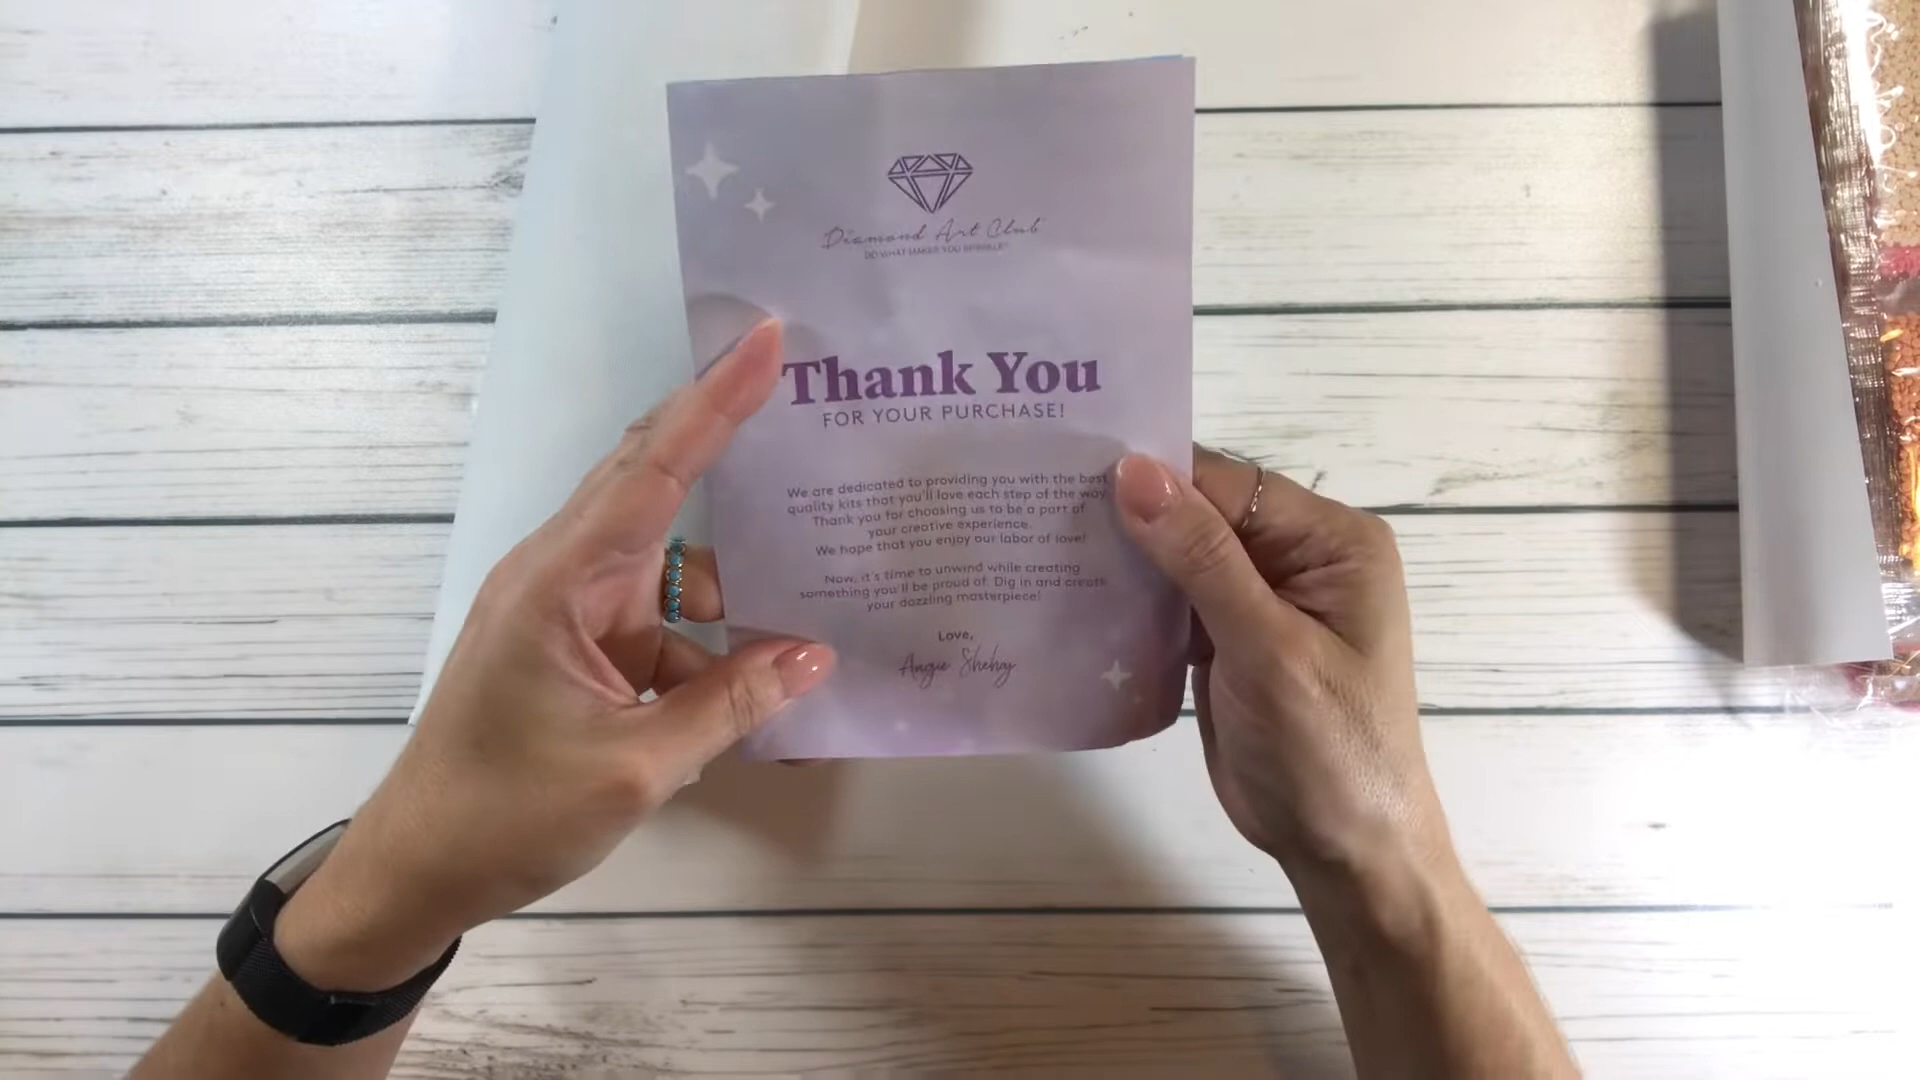 Diamond Art Club
DO WHAT MAKES YOU SPARKLE
Thank You
FOR YOUR PURCHASE!
We are dedicated to providing you with the best
quality kits that you'll love each step of the way
Thank you for choosing us to be a part of
your creative experience.
We hope that you enjoy our labor of love!
Now, it's time to unwind while creating
something you'll be proud of. Dig in and create
your dazzling masterpiece!
Love,
Angie Shehaj